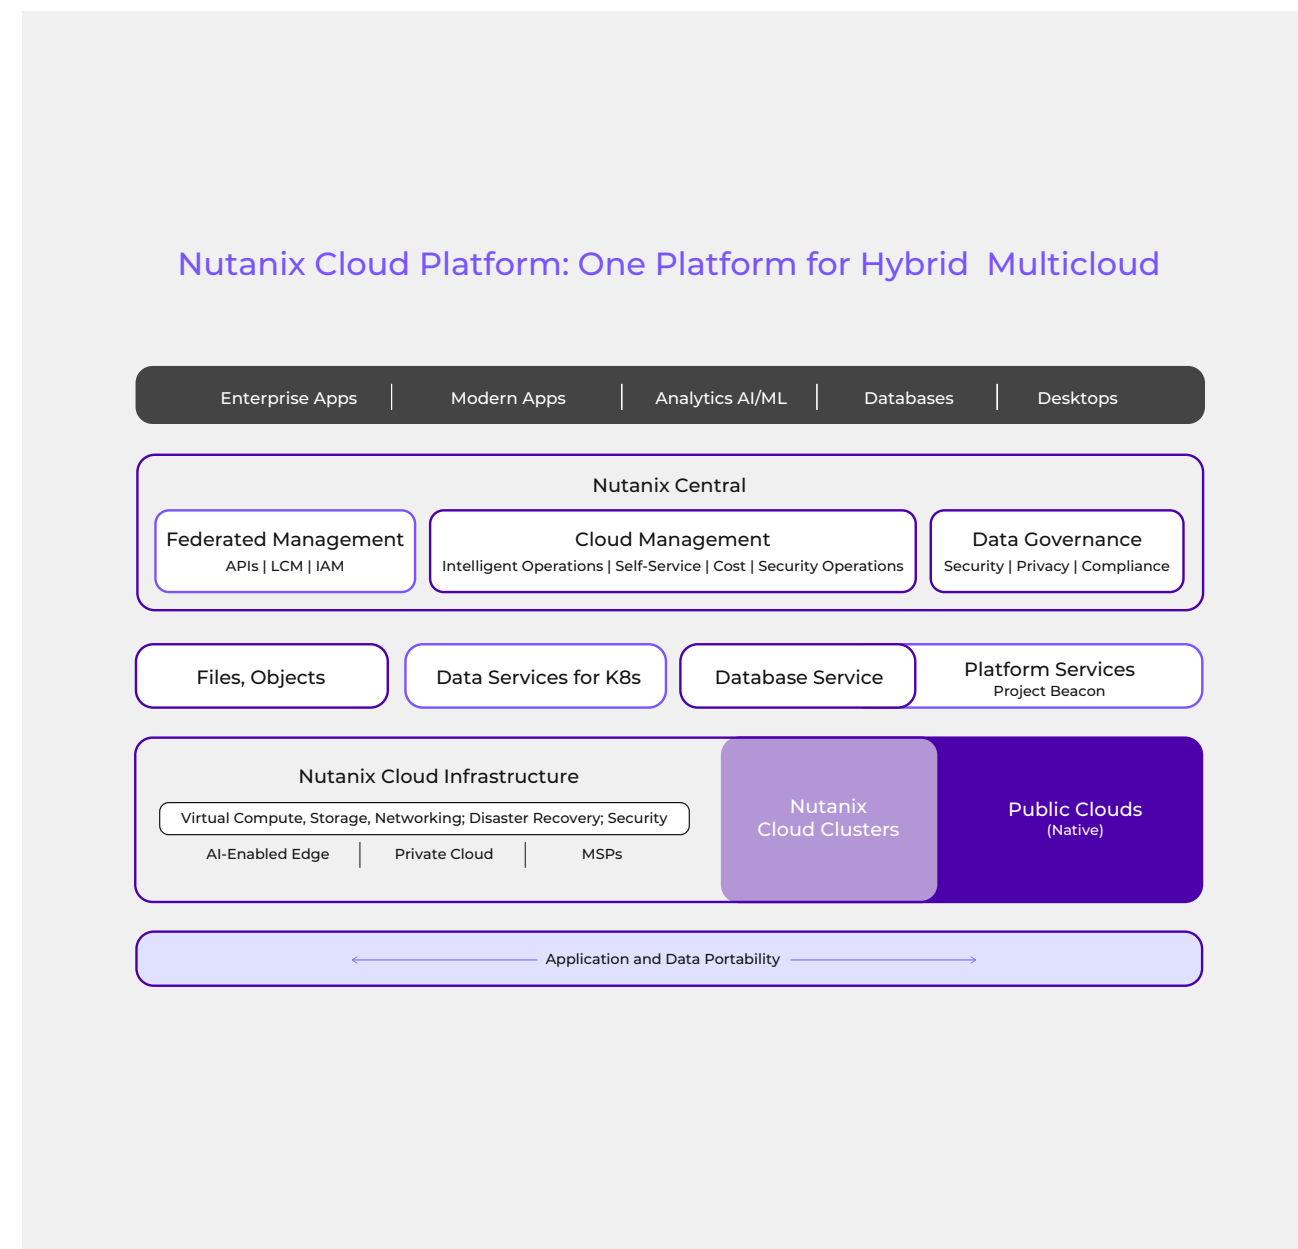 Nutanix Cloud Platform: One Platform for Hybrid  Multicloud
Enterprise Apps | Modern Apps | Analytics AI/ML | Databases | Desktops
Nutanix Central
Federated Management
APIs | LCM | IAM
Cloud Management
Intelligent Operations | Self-Service | Cost | Security Operations
Data Governance
Security | Privacy | Compliance
Files, Objects
Data Services for K8s
Database Service
Platform Services
Project Beacon
Nutanix Cloud Infrastructure
Virtual Compute, Storage, Networking; Disaster Recovery; Security
AI-Enabled Edge | Private Cloud | MSPs
Nutanix
Cloud Clusters
Public Clouds
(Native)
Application and Data Portability